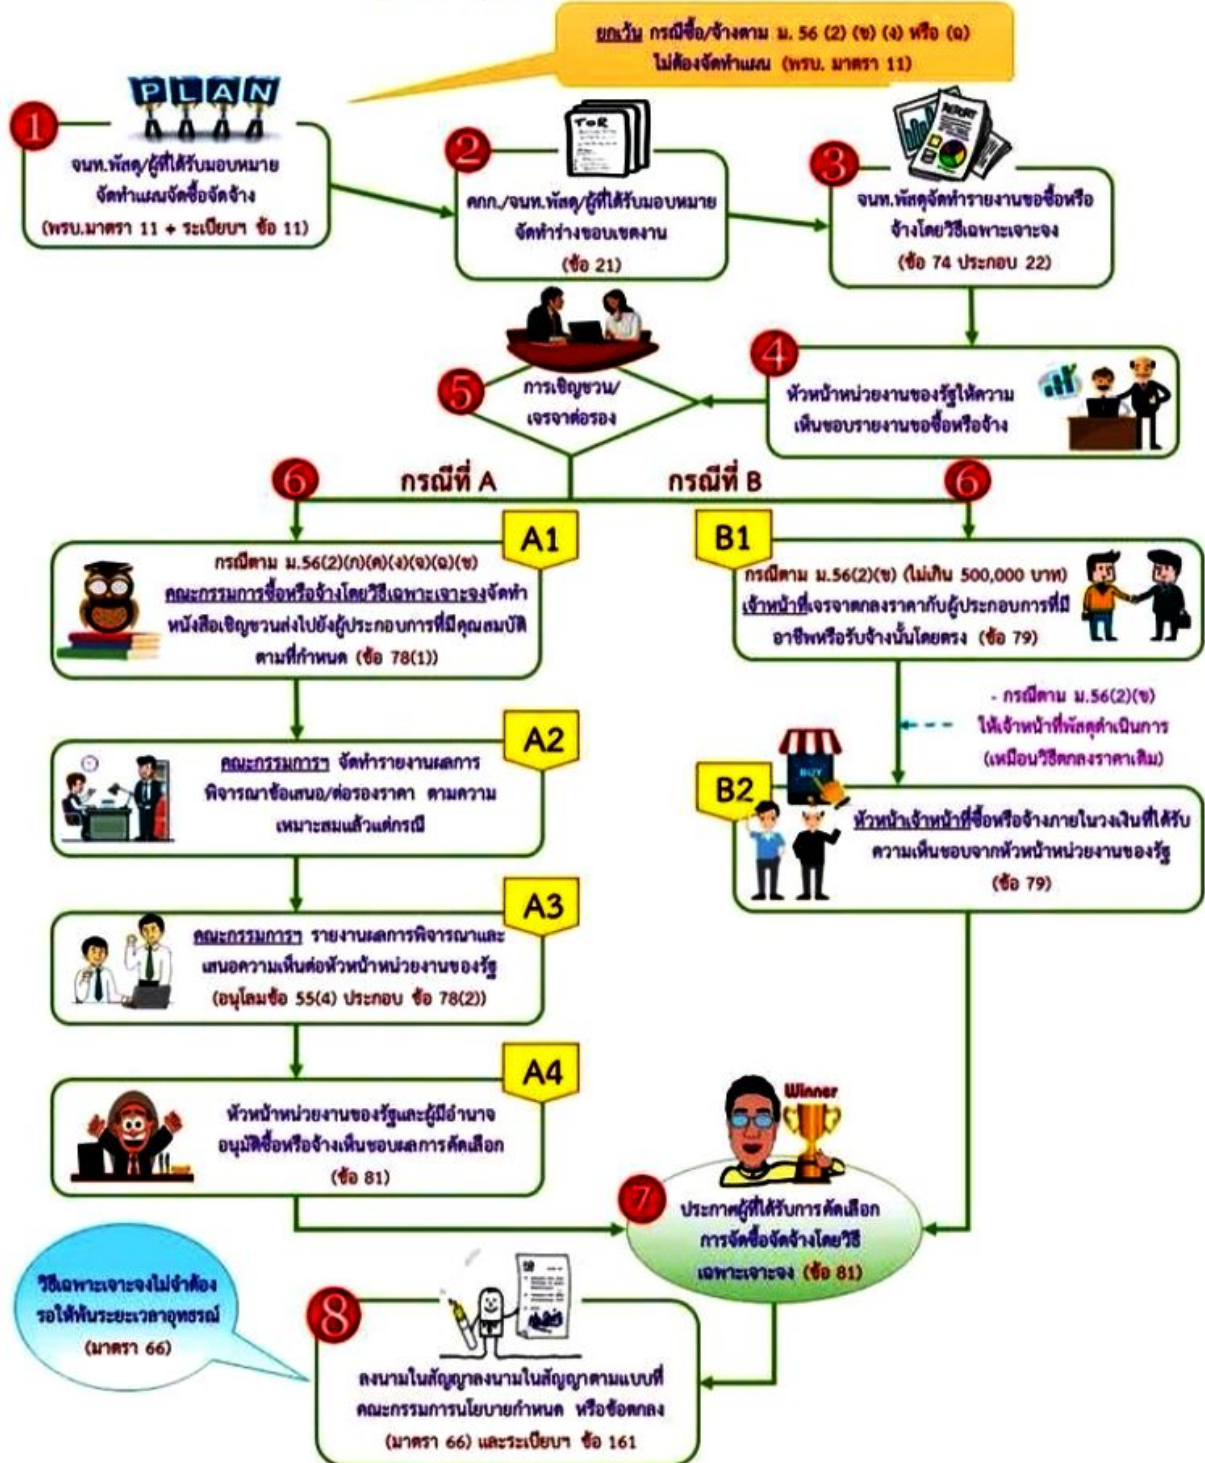 ยกเว้น กรณีซื้อ/จ้างตาม ม. 56 (2) (ข) (ง) หรือ (ฉ)
ไม่ต้องจัดทำแผน (พรบ. มาตรา 11)
PLAN
1
จนท.พัสดุ/ผู้ที่ได้รับมอบหมาย
จัดทำแผนจัดซื้อจัดจ้าง
(พรบ.มาตรา 11 + ระเบียบฯ ข้อ 11)
TOR
2
คกก./จนท.พัสดุ/ผู้ที่ได้รับมอบหมาย
จัดทำร่างขอบเขตงาน
(ข้อ 21)
REPORT
3
จนท.พัสดุจัดทำรายงานขอซื้อหรือ
จ้างโดยวิธีเฉพาะเจาะจง
(ข้อ 74 ประกอบ 22)
4
หัวหน้าหน่วยงานของรัฐให้ความ
เห็นชอบรายงานขอซื้อหรือจ้าง
5
การเชิญชวน/
เจรจาต่อรอง
6 กรณีที่ A
กรณีที่ B 6
A1
กรณีตาม ม.56(2)(ก)(ค)(ง)(จ)(ฉ)(ช)
คณะกรรมการซื้อหรือจ้างโดยวิธีเฉพาะเจาะจงจัดทำ
หนังสือเชิญชวนส่งไปยังผู้ประกอบการที่มีคุณสมบัติ
ตามที่กำหนด (ข้อ 78(1))
A2
คณะกรรมการฯ จัดทำรายงานผลการ
พิจารณาข้อเสนอ/ต่อรองราคา ตามความ
เหมาะสมแล้วแต่กรณี
A3
คณะกรรมการฯ รายงานผลการพิจารณาและ
เสนอความเห็นต่อหัวหน้าหน่วยงานของรัฐ
(อนุโลมข้อ 55(4) ประกอบ ข้อ 78(2))
A4
หัวหน้าหน่วยงานของรัฐและผู้มีอำนาจ
อนุมัติซื้อหรือจ้างเห็นชอบผลการคัดเลือก
(ข้อ 81)
B1
กรณีตาม ม.56(2)(ข) (ไม่เกิน 500,000 บาท)
เจ้าหน้าที่เจรจาตกลงราคากับผู้ประกอบการที่มี
อาชีพหรือรับจ้างนั้นโดยตรง (ข้อ 79)
- กรณีตาม ม.56(2)(ข)
ให้เจ้าหน้าที่พัสดุดำเนินการ
(เหมือนวิธีตกลงราคาเดิม)
BUY
B2
หัวหน้าเจ้าหน้าที่ซื้อหรือจ้างภายในวงเงินที่ได้รับ
ความเห็นชอบจากหัวหน้าหน่วยงานของรัฐ
(ข้อ 79)
Winner
7
ประกาศผู้ที่ได้รับการคัดเลือก
การจัดซื้อจัดจ้างโดยวิธี
เฉพาะเจาะจง (ข้อ 81)
วิธีเฉพาะเจาะจงไม่จำต้อง
รอให้พ้นระยะเวลาอุทธรณ์
(มาตรา 66)
8
ลงนามในสัญญาลงนามในสัญญาตามแบบที่
คณะกรรมการนโยบายกำหนด หรือข้อตกลง
(มาตรา 66) และระเบียบฯ ข้อ 161